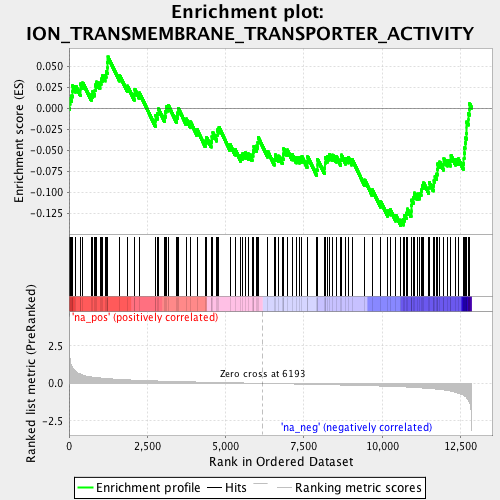 Enrichment plot:
ION_TRANSMEMBRANE_TRANSPORTER_ACTIVITY
Enrichment score (ES)
0.050
0.025
0.000
-0.025
-0.050
-0.075
-0.100
-0.125
'na_pos' (positively correlated)
Ranked list metric (PreRanked)
2.5
0.0
-2.5
Zero cross at 6193
'na_neg' (negatively correlated)
0
2,500
5,000
7,500
10,000
12,500
Rank in Ordered Dataset
Enrichment profile
Hits
Ranking metric scores